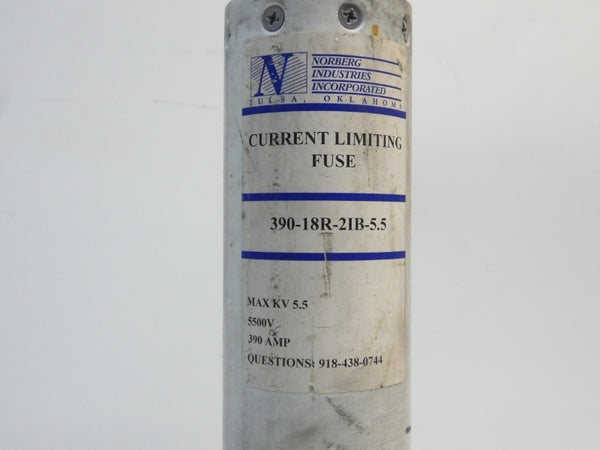 N
NORBERG
INDUSTRIES
INCORPORATED
TULSA, OKLAHOMA
CURRENT LIMITING
FUSE
390-18R-2IB-5.5
MAX KV 5.5
5500V
390 AMP
QUESTIONS: 918-438-0744